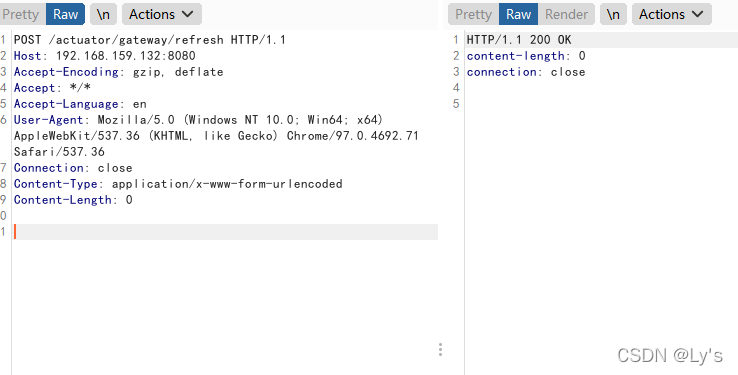 Pretty Raw \n Actions
1 POST /actuator/gateway/refresh HTTP/1.1
2 Host: 192.168.159.132:8080
3 Accept-Encoding: gzip, deflate
4 Accept: */*
5 Accept-Language: en
6 User-Agent: Mozilla/5.0 (Windows NT 10.0; Win64; x64)
AppleWebKit/537.36 (KHTML, like Gecko) Chrome/97.0.4692.71
Safari/537.36
7 Connection: close
8 Content-Type: application/x-www-form-urlencoded
9 Content-Length: 0
0
1
Pretty Raw Render \n Actions
1 HTTP/1.1 200 OK
2 content-length: 0
3 connection: close
4
5
CSDN @Ly's